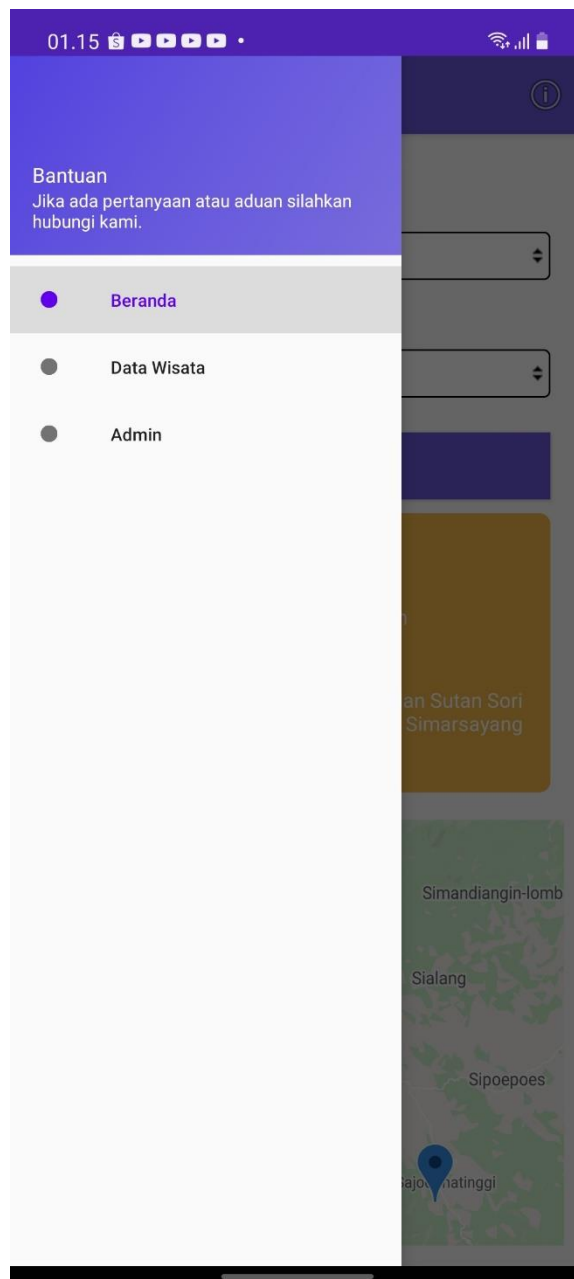 01.15
Bantuan
Jika ada pertanyaan atau aduan silahkan
hubungi kami.
Beranda
Data Wisata
Admin
an Sutan Sori
Simarsayang
Simandiangin-lomb
Sialang
Sipoepoes